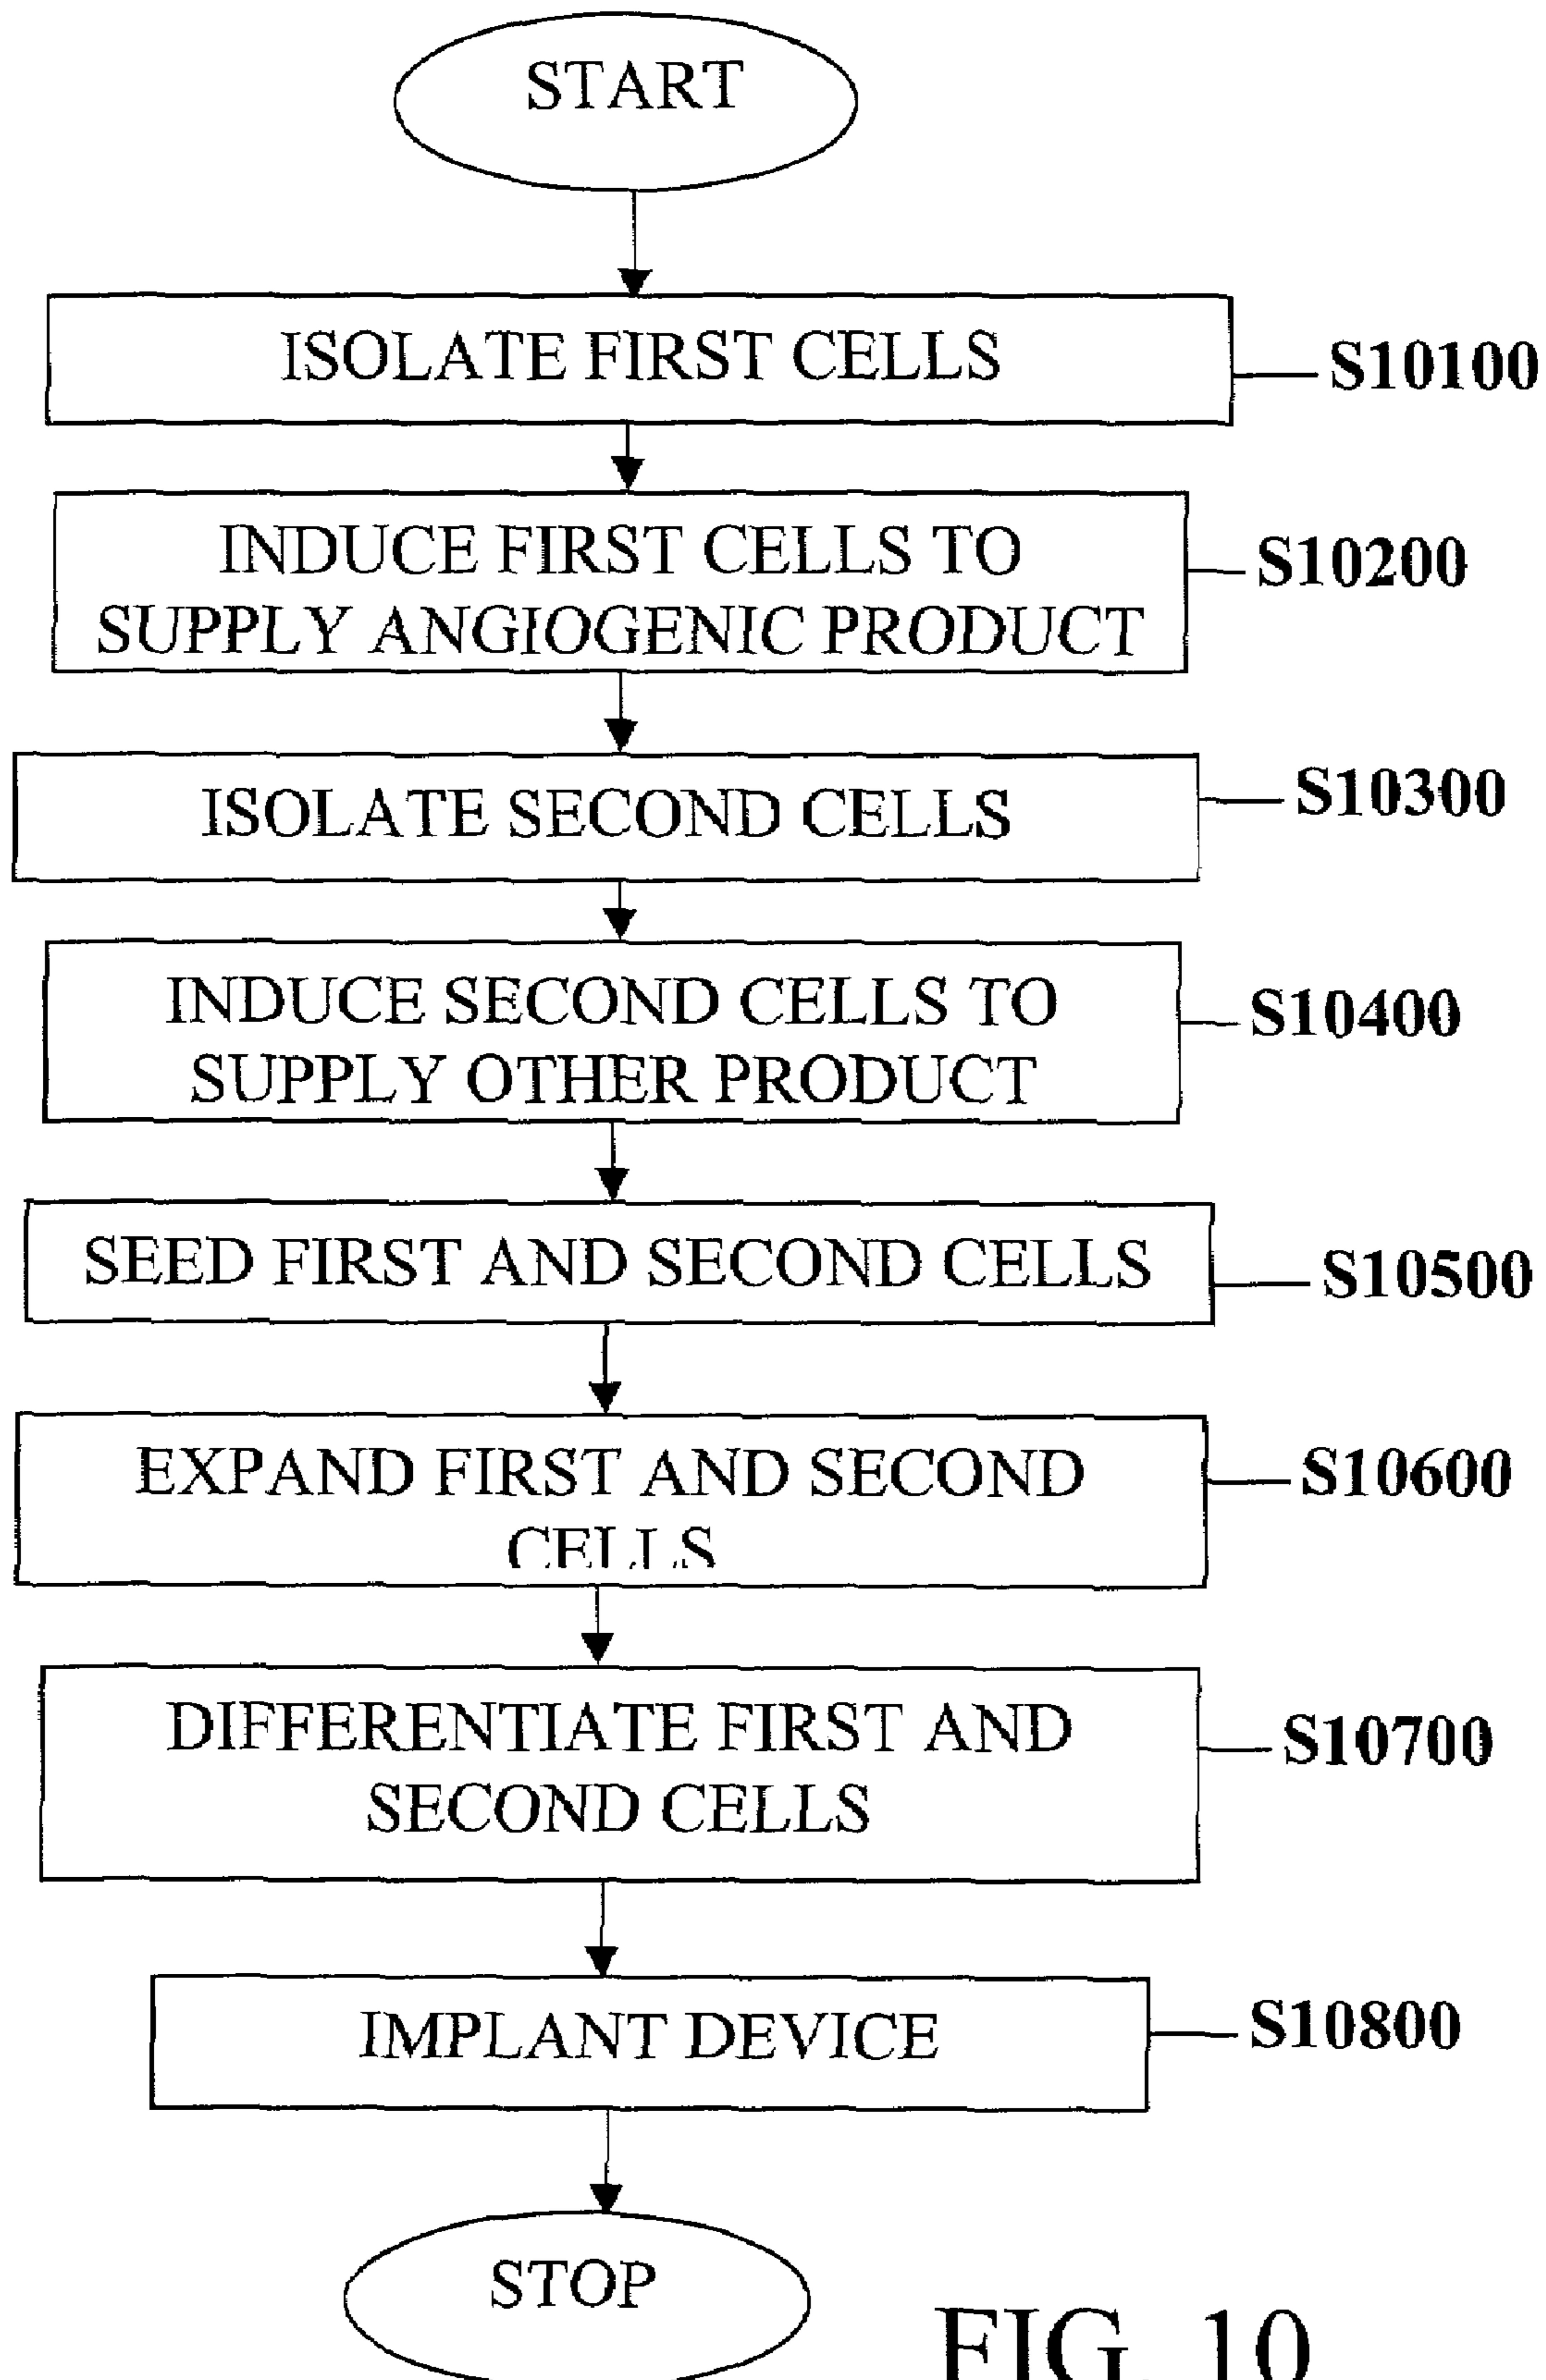 START
ISOLATE FIRST CELLS
S10100
INDUCE FIRST CELLS TO
SUPPLY ANGIOGENIC PRODUCT
S10200
ISOLATE SECOND CELLS
S10300
INDUCE SECOND CELLS TO
SUPPLY OTHER PRODUCT
S10400
SEED FIRST AND SECOND CELLS
S10500
EXPAND FIRST AND SECOND
CELLS
S10600
DIFFERENTIATE FIRST AND
SECOND CELLS
S10700
IMPLANT DEVICE
S10800
STOP
FIG. 10